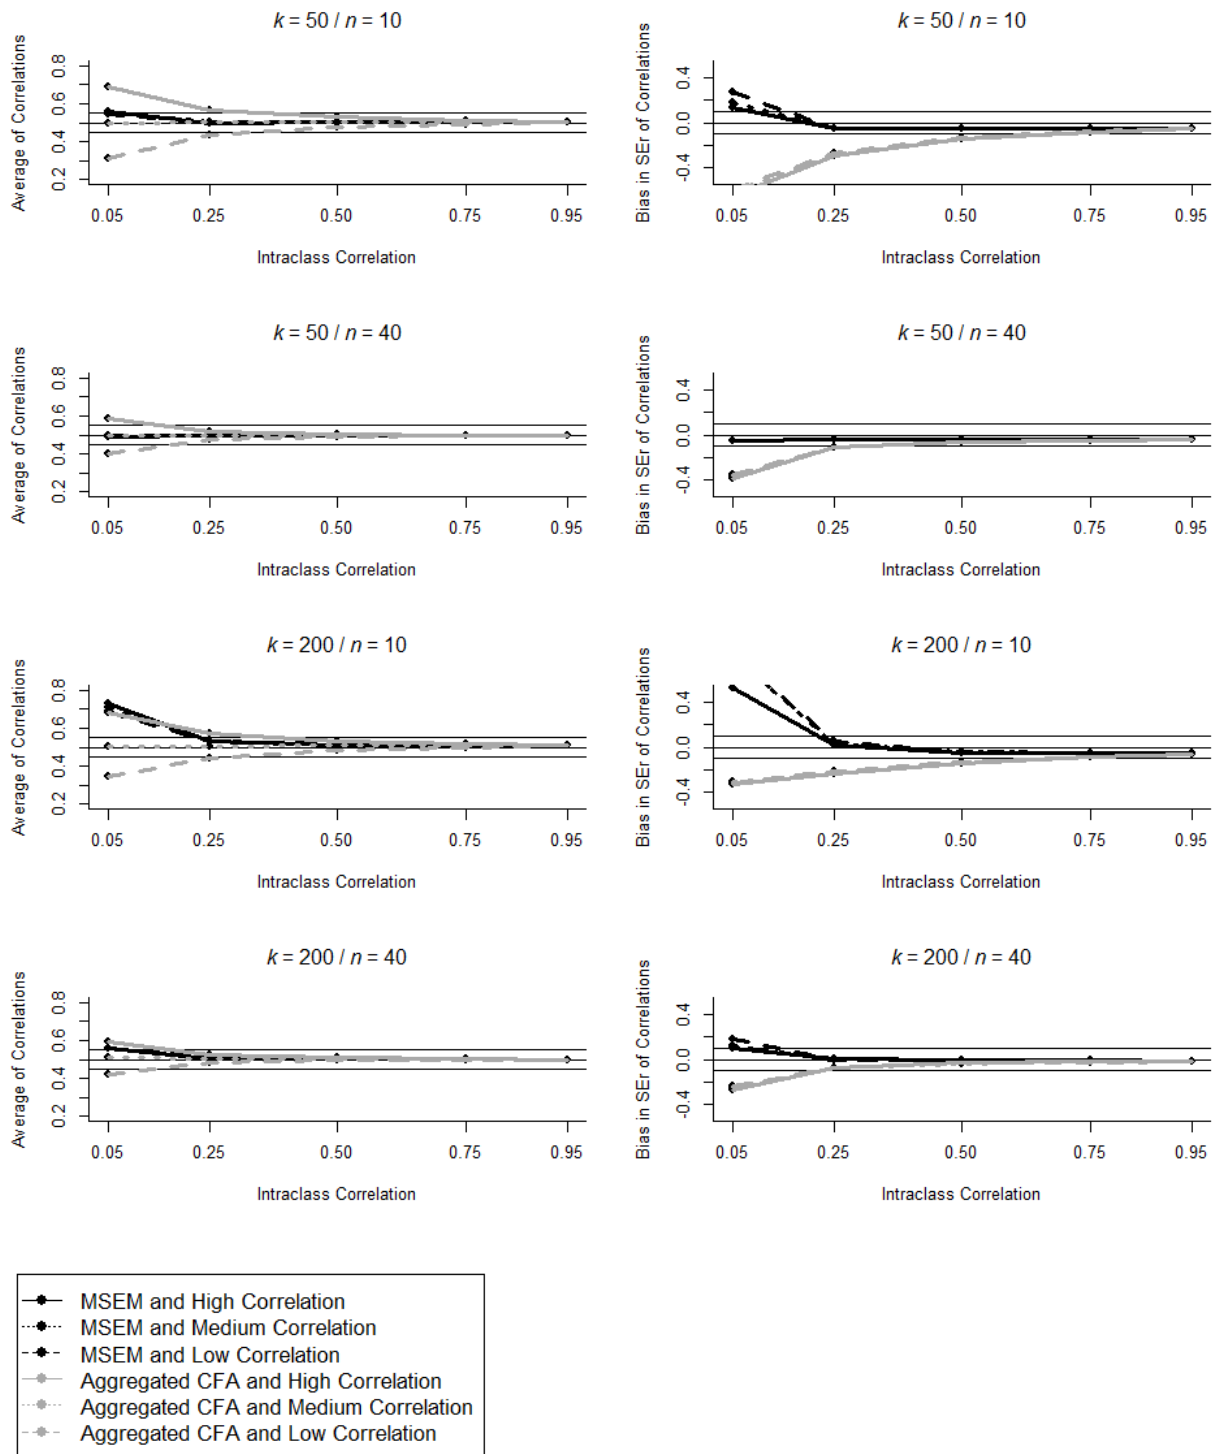 k = 50 / n = 10
Average of Correlations
0.2 0.4 0.6 0.8
0.05 0.25 0.50 0.75 0.95
Intraclass Correlation
k = 50 / n = 10
Bias in SEr of Correlations
-0.4 0.0 0.4
0.05 0.25 0.50 0.75 0.95
Intraclass Correlation
k = 50 / n = 40
Average of Correlations
0.2 0.4 0.6 0.8
0.05 0.25 0.50 0.75 0.95
Intraclass Correlation
k = 50 / n = 40
Bias in SEr of Correlations
-0.4 0.0 0.4
0.05 0.25 0.50 0.75 0.95
Intraclass Correlation
k = 200 / n = 10
Average of Correlations
0.2 0.4 0.6 0.8
0.05 0.25 0.50 0.75 0.95
Intraclass Correlation
k = 200 / n = 10
Bias in SEr of Correlations
-0.4 0.0 0.4
0.05 0.25 0.50 0.75 0.95
Intraclass Correlation
k = 200 / n = 40
Average of Correlations
0.2 0.4 0.6 0.8
0.05 0.25 0.50 0.75 0.95
Intraclass Correlation
k = 200 / n = 40
Bias in SEr of Correlations
-0.4 0.0 0.4
0.05 0.25 0.50 0.75 0.95
Intraclass Correlation
MSEM and High Correlation
MSEM and Medium Correlation
MSEM and Low Correlation
Aggregated CFA and High Correlation
Aggregated CFA and Medium Correlation
Aggregated CFA and Low Correlation